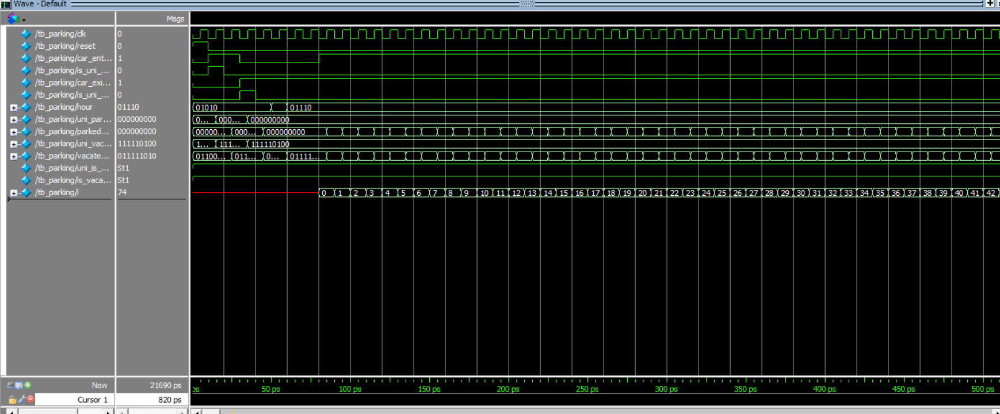 Wave - Default
Msgs
/tb_parking/clk 0
/tb_parking/reset 0
/tb_parking/car_ent... 1
/tb_parking/is_uni_... 0
/tb_parking/car_exi... 1
/tb_parking/is_uni_... 0
/tb_parking/hour 01110 01010 01110
/tb_parking/uni_par... 000000000 0... 000... 000000000
/tb_parking/parked... 000000000 00000... 000... 000000000
/tb_parking/uni_vac... 111110100 1... 111... 111110100
/tb_parking/vacate... 011111010 01100... 011... 0... 01111...
/tb_parking/uni_is_... St1
/tb_parking/is_vaca... St1
/tb_parking/i 74 0 1 2 3 4 5 6 7 8 9 10 11 12 13 14 15 16 17 18 19 20 21 22 23 24 25 26 27 28 29 30 31 32 33 34 35 36 37 38 39 40 41 42
Now 21690 ps ps 50 ps 100 ps 150 ps 200 ps 250 ps 300 ps 350 ps 400 ps 450 ps 500 ps
Cursor 1 820 ps